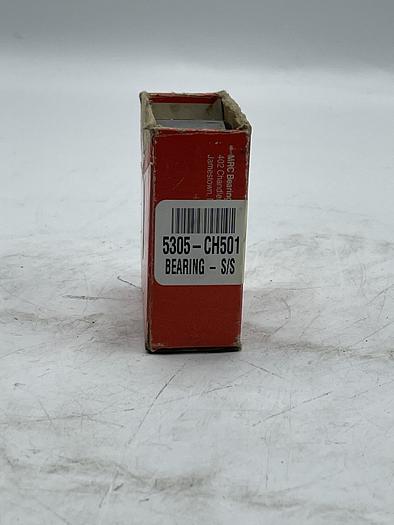 MRC Bearing
402 Chandle
Jamestown,
5305-CH501
BEARING - S/S